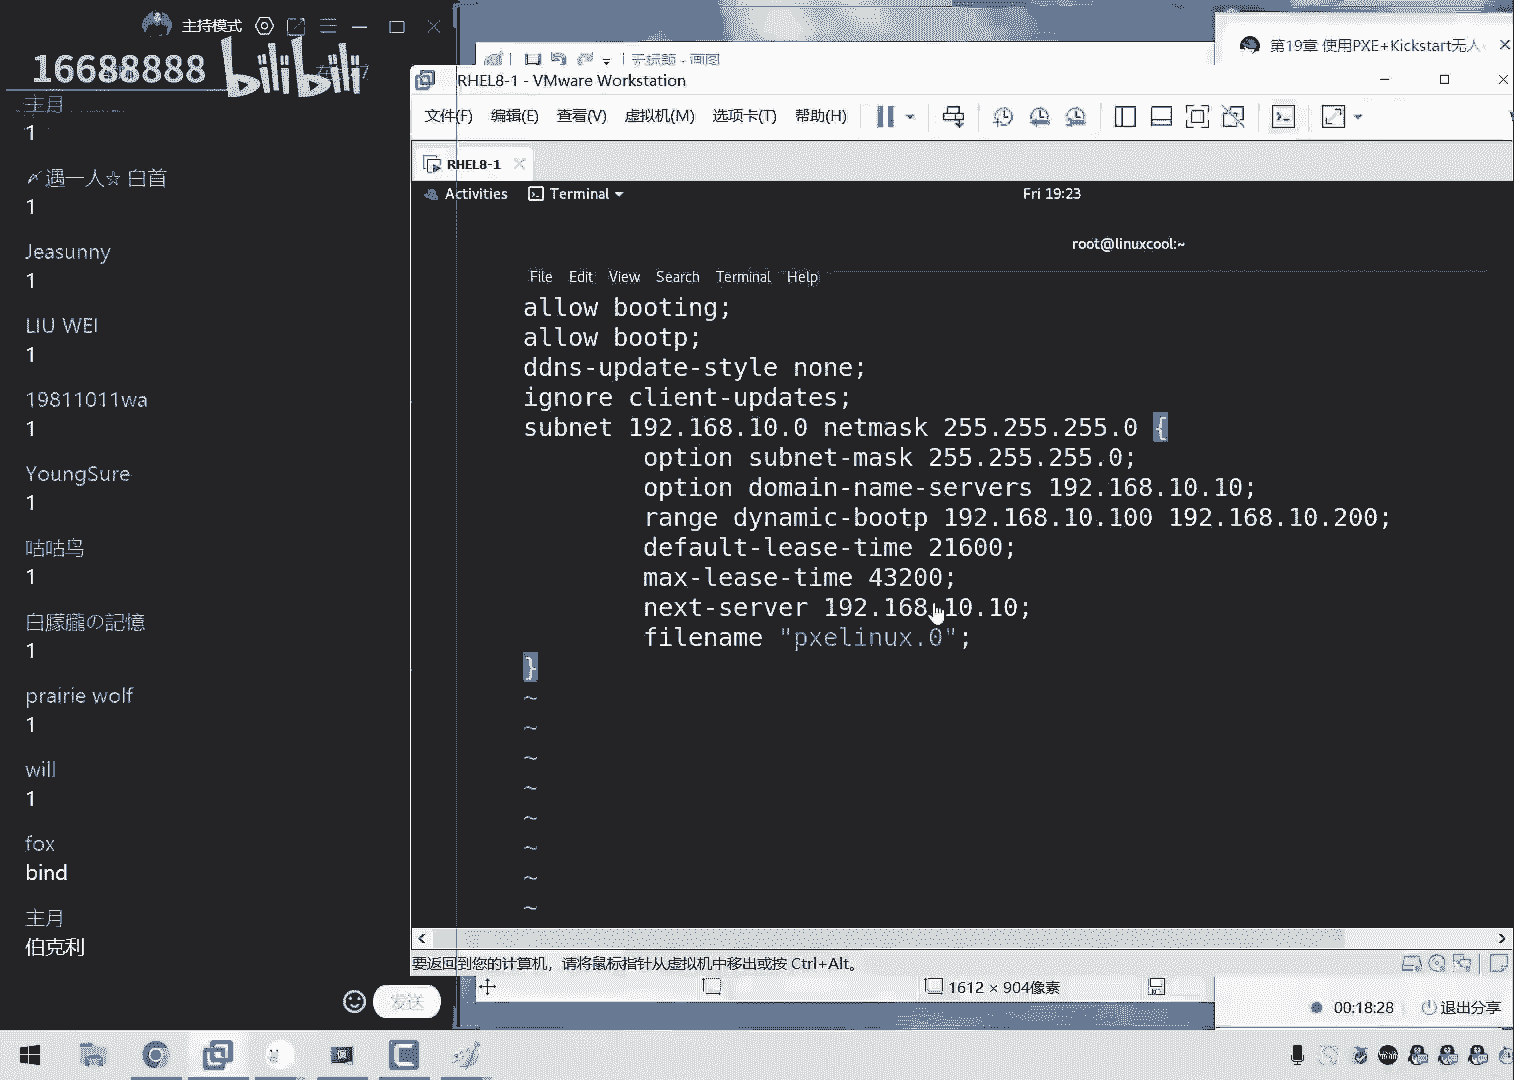 主持模式
16688888
bilibili
主月
1
〆遇一人☆ 白首
1
Jeasunny
1
LIU WEI
1
19811011wa
1
YoungSure
1
咕咕鸟
1
白朦朧の記憶
1
prairie wolf
1
will
1
fox
bind
主月
伯克利
发送
无标题 - 画图
第19章 使用PXE+Kickstart无人
RHEL8-1 - VMware Workstation
文件(F) 编辑(E) 查看(V) 虚拟机(M) 选项卡(T) 帮助(H)
RHEL8-1
Activities Terminal Fri 19:23
root@linuxcool:~
File Edit View Search Terminal Help
allow booting;
allow bootp;
ddns-update-style none;
ignore client-updates;
subnet 192.168.10.0 netmask 255.255.255.0 {
option subnet-mask 255.255.255.0;
option domain-name-servers 192.168.10.10;
range dynamic-bootp 192.168.10.100 192.168.10.200;
default-lease-time 21600;
max-lease-time 43200;
next-server 192.168.10.10;
filename "pxelinux.0";
}
~
~
~
~
~
~
~
~
要返回到您的计算机，请将鼠标指针从虚拟机中移出或按 Ctrl+Alt。
1612 × 904像素
00:18:28 退出分享